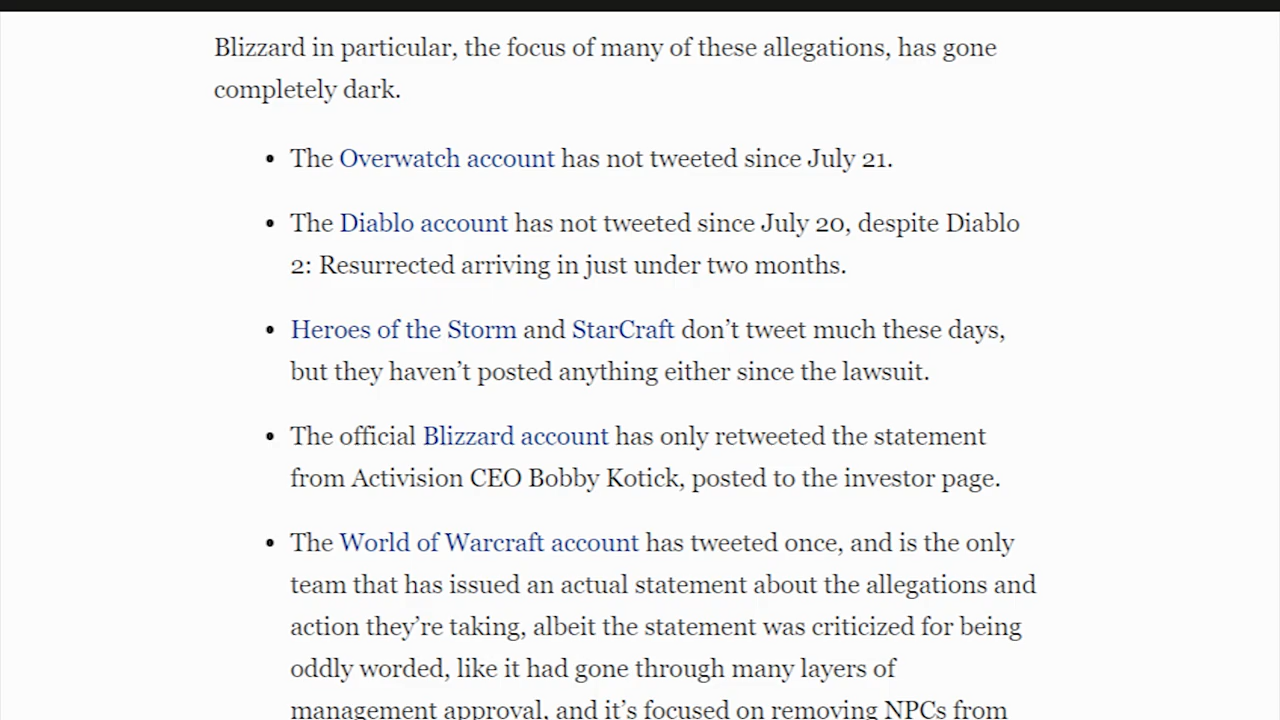 Blizzard in particular, the focus of many of these allegations, has gone
completely dark.
• The Overwatch account has not tweeted since July 21.
• The Diablo account has not tweeted since July 20, despite Diablo
2: Resurrected arriving in just under two months.
• Heroes of the Storm and StarCraft don’t tweet much these days,
but they haven’t posted anything either since the lawsuit.
• The official Blizzard account has only retweeted the statement
from Activision CEO Bobby Kotick, posted to the investor page.
• The World of Warcraft account has tweeted once, and is the only
team that has issued an actual statement about the allegations and
action they’re taking, albeit the statement was criticized for being
oddly worded, like it had gone through many layers of
management approval, and it’s focused on removing NPCs from